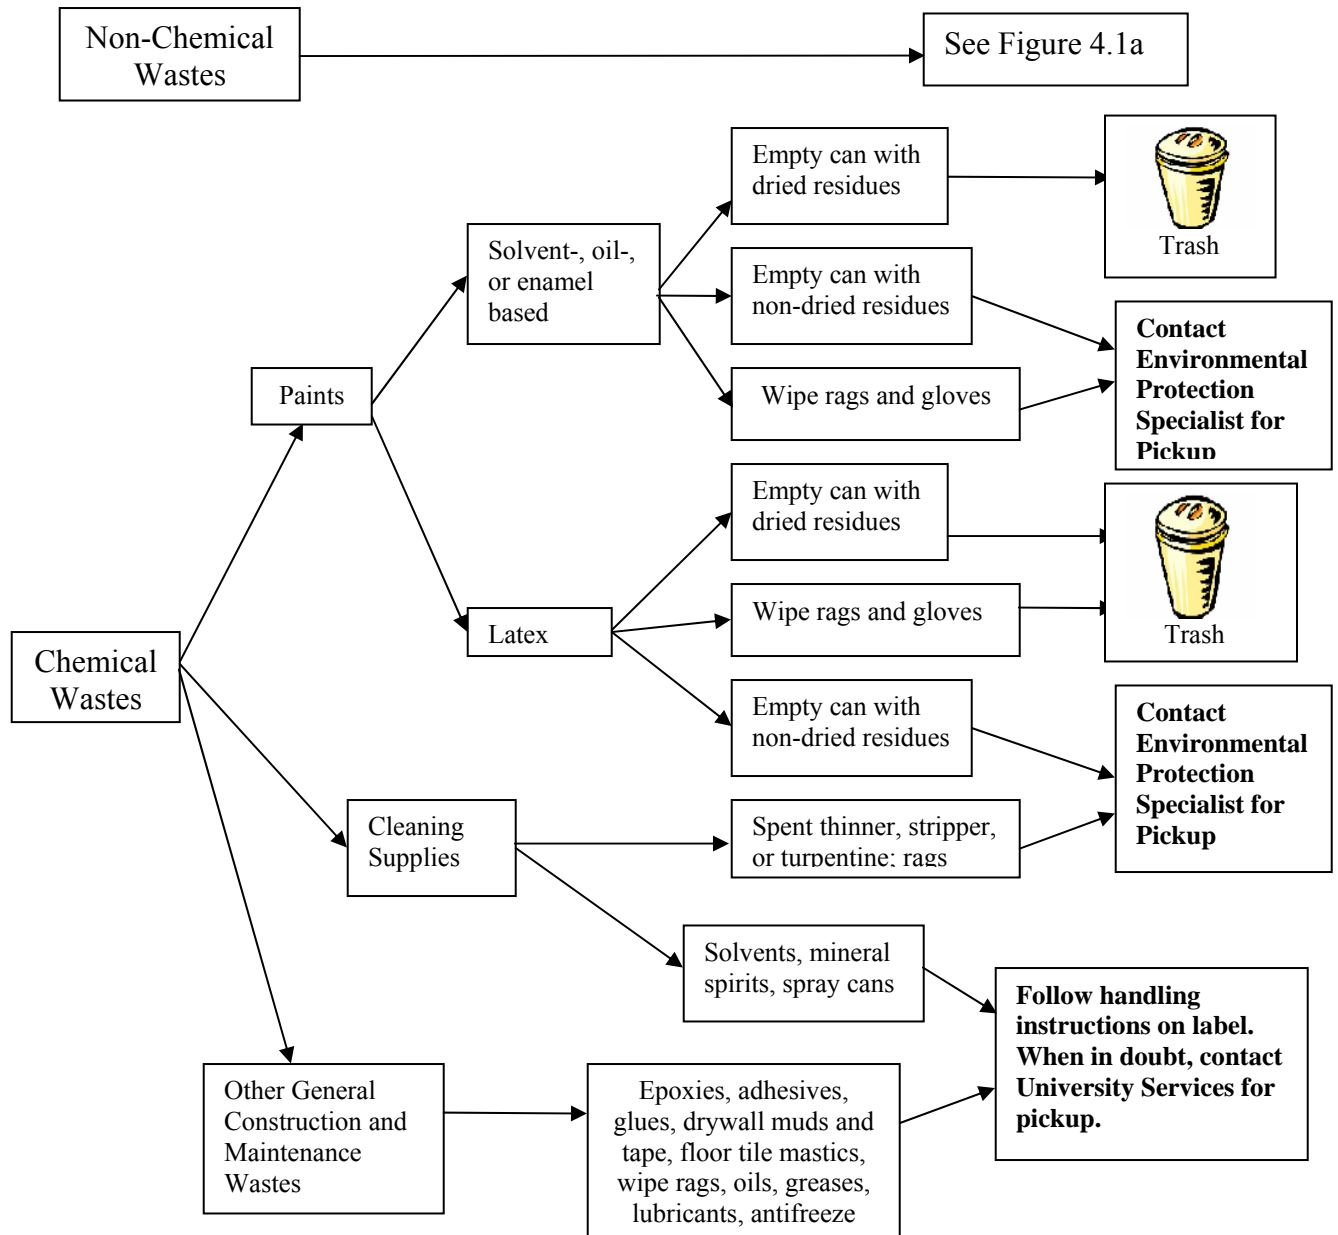 Non-Chemical
Wastes
See Figure 4.1a
Empty can with
dried residues
Trash
Solvent-, oil-,
or enamel
based
Empty can with
non-dried residues
Contact
Environmental
Protection
Specialist for
Pickup
Paints
Wipe rags and gloves
Empty can with
dried residues
Wipe rags and gloves
Trash
Latex
Chemical
Wastes
Empty can with
non-dried residues
Contact
Environmental
Protection
Specialist for
Pickup
Cleaning
Supplies
Spent thinner, stripper,
or turpentine; rags
Solvents, mineral
spirits, spray cans
Follow handling
instructions on label.
When in doubt, contact
University Services for
pickup.
Other General
Construction and
Maintenance
Wastes
Epoxies, adhesives,
glues, drywall muds and
tape, floor tile mastics,
wipe rags, oils, greases,
lubricants, antifreeze